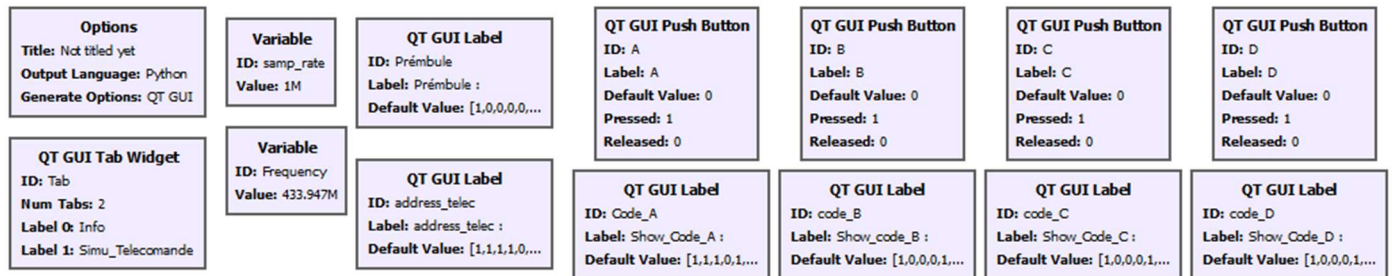 Options
Title: Not titled yet
Output Language: Python
Generate Options: QT GUI
Variable
ID: samp_rate
Value: 1M
QT GUI Label
ID: Prémbule
Label: Prémbule :
Default Value: [1,0,0,0,0,...
QT GUI Push Button
ID: A
Label: A
Default Value: 0
Pressed: 1
Released: 0
QT GUI Push Button
ID: B
Label: B
Default Value: 0
Pressed: 1
Released: 0
QT GUI Push Button
ID: C
Label: C
Default Value: 0
Pressed: 1
Released: 0
QT GUI Push Button
ID: D
Label: D
Default Value: 0
Pressed: 1
Released: 0
QT GUI Tab Widget
ID: Tab
Num Tabs: 2
Label 0: Info
Label 1: Simu_Telecomande
Variable
ID: Frequency
Value: 433.947M
QT GUI Label
ID: address_telec
Label: address_telec :
Default Value: [1,1,1,1,0,...
QT GUI Label
ID: Code_A
Label: Show_Code_A :
Default Value: [1,1,1,0,1,...
QT GUI Label
ID: code_B
Label: Show_code_B :
Default Value: [1,0,0,0,1,...
QT GUI Label
ID: code_C
Label: Show_Code_C :
Default Value: [1,0,0,0,1,...
QT GUI Label
ID: code_D
Label: Show_Code_D :
Default Value: [1,0,0,0,1,...